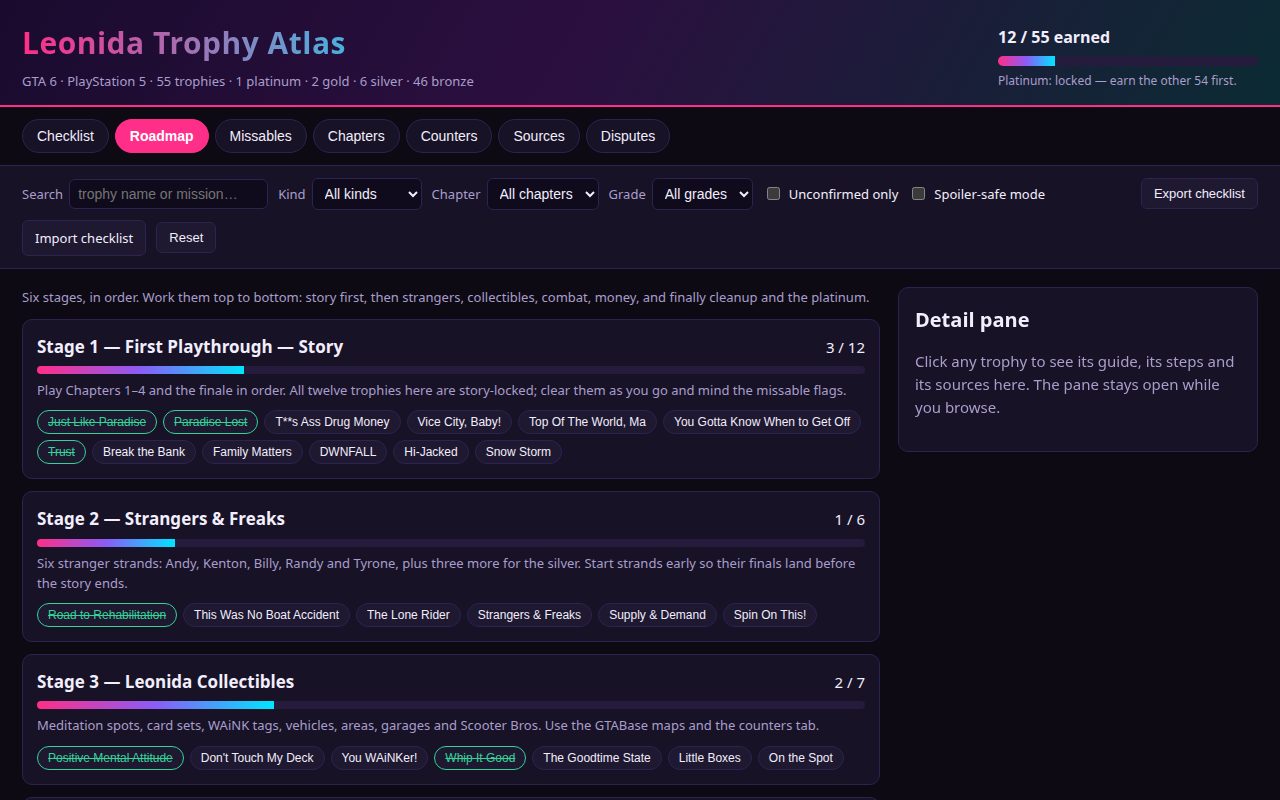 Leonida Trophy Atlas
GTA 6 · PlayStation 5 · 55 trophies · 1 platinum · 2 gold · 6 silver · 46 bronze
12 / 55 earned
Platinum: locked — earn the other 54 first.
Checklist Roadmap Missables Chapters Counters Sources Disputes
Search trophy name or mission… Kind All kinds Chapter All chapters Grade All grades Unconfirmed only Spoiler-safe mode Export checklist
Import checklist Reset
Six stages, in order. Work them top to bottom: story first, then strangers, collectibles, combat, money, and finally cleanup and the platinum.
Stage 1 — First Playthrough — Story 3 / 12
Play Chapters 1–4 and the finale in order. All twelve trophies here are story-locked; clear them as you go and mind the missable flags.
Just Like Paradise Paradise Lost T**s Ass Drug Money Vice City, Baby! Top Of The World, Ma You Gotta Know When to Get Off
Trust Break the Bank Family Matters DWNFALL Hi-Jacked Snow Storm
Stage 2 — Strangers & Freaks 1 / 6
Six stranger strands: Andy, Kenton, Billy, Randy and Tyrone, plus three more for the silver. Start strands early so their finals land before
the story ends.
Road to Rehabilitation This Was No Boat Accident The Lone Rider Strangers & Freaks Supply & Demand Spin On This!
Stage 3 — Leonida Collectibles 2 / 7
Meditation spots, card sets, WAiNK tags, vehicles, areas, garages and Scooter Bros. Use the GTABase maps and the counters tab.
Positive Mental Attitude Don't Touch My Deck You WAiNKer! Whip It Good The Goodtime State Little Boxes On the Spot
Detail pane
Click any trophy to see its guide, its steps and
its sources here. The pane stays open while
you browse.